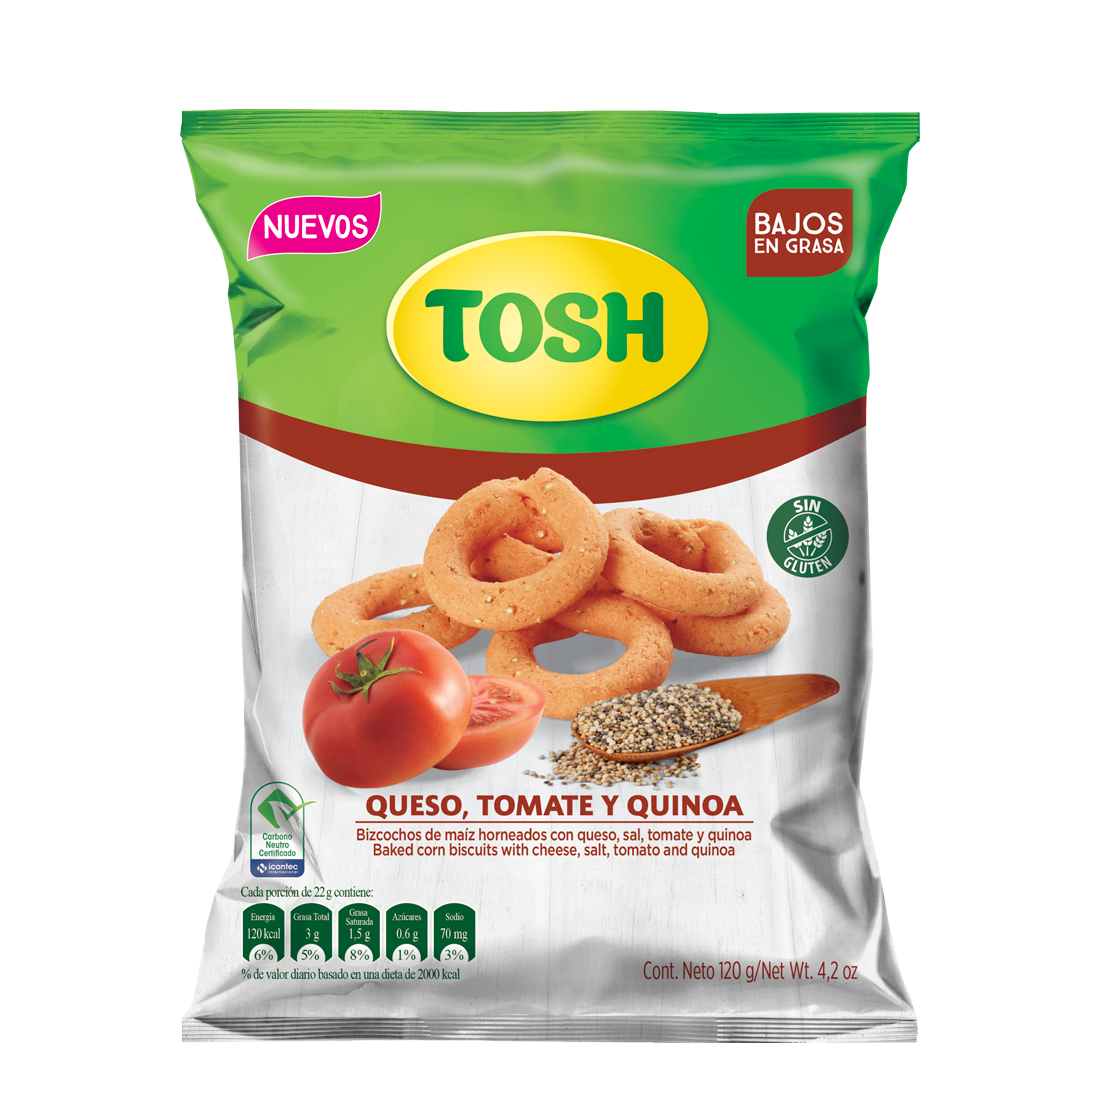 NUEVOS
BAJOS
EN GRASA
TOSH
SIN
GLUTEN
QUESO, TOMATE Y QUINOA
Bizcochos de maíz horneados con queso, sal, tomate y quinoa
Baked corn biscuits with cheese, salt, tomato and quinoa
Carbono
Neutro
Certificado
icontec
internacional
Cada porción de 22 g contiene:
Energía
120 kcal
6%
Grasa Total
3 g
5%
Grasa
Saturada
1,5 g
8%
Azúcares
0.6 g
1%
Sodio
70 mg
3%
% de valor diario basado en una dieta de 2000 kcal
Cont. Neto 120 g/Net Wt. 4,2 oz